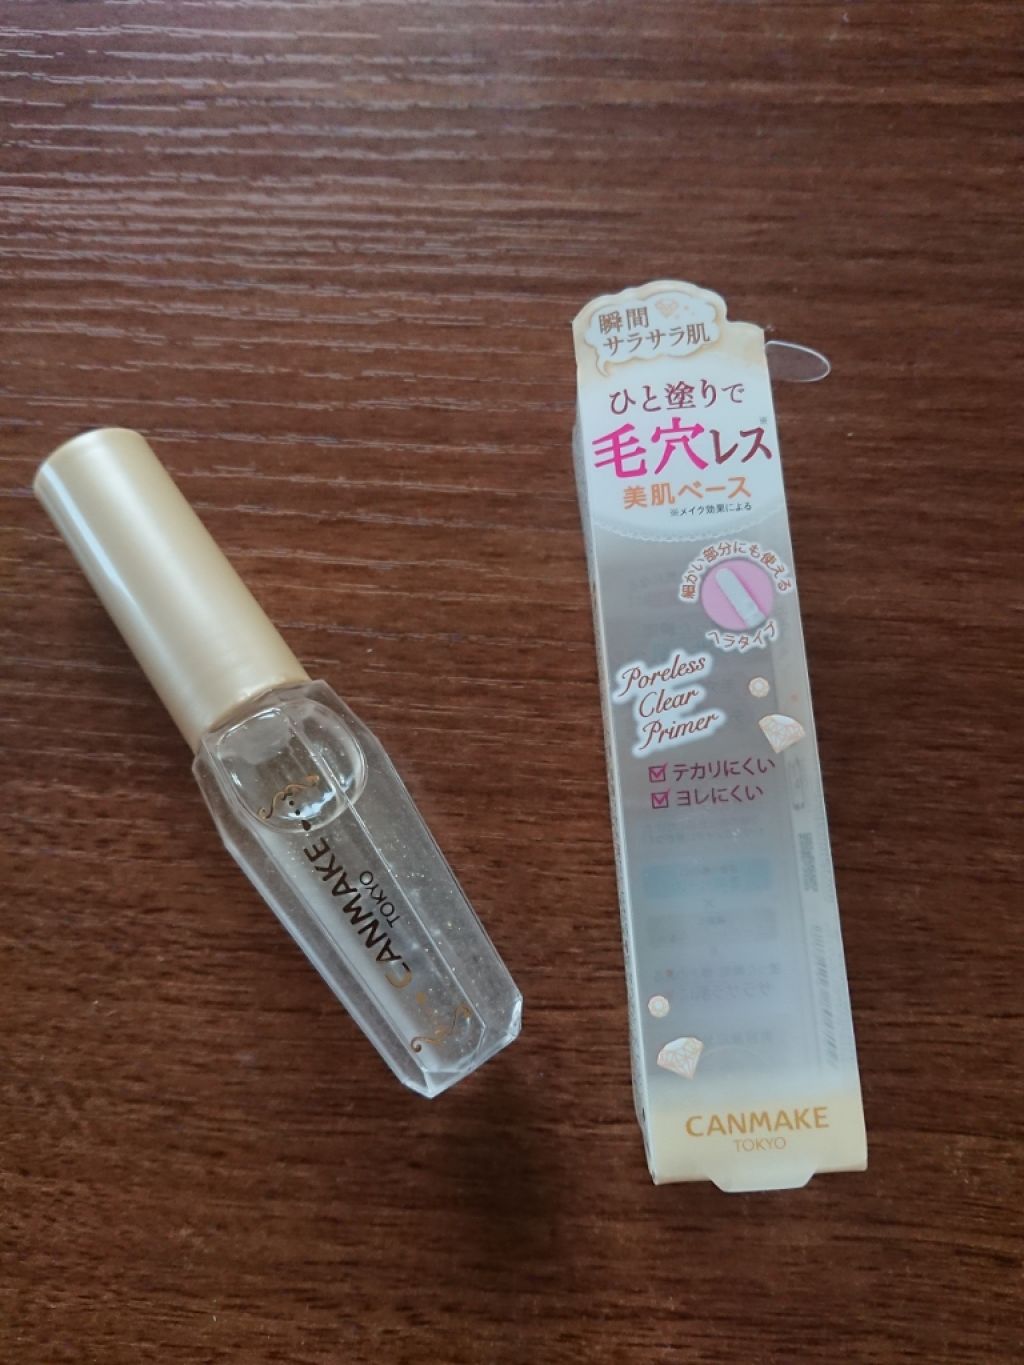 CANMAKE
TOKYO
瞬間
サラサラ肌
ひと塗りで
毛穴レス※
美肌ベース
※メイク効果による
細かい部分にも使える
ヘラタイプ
Poreless
Clear
Primer
テカリにくい
ヨレにくい
CANMAKE
TOKYO